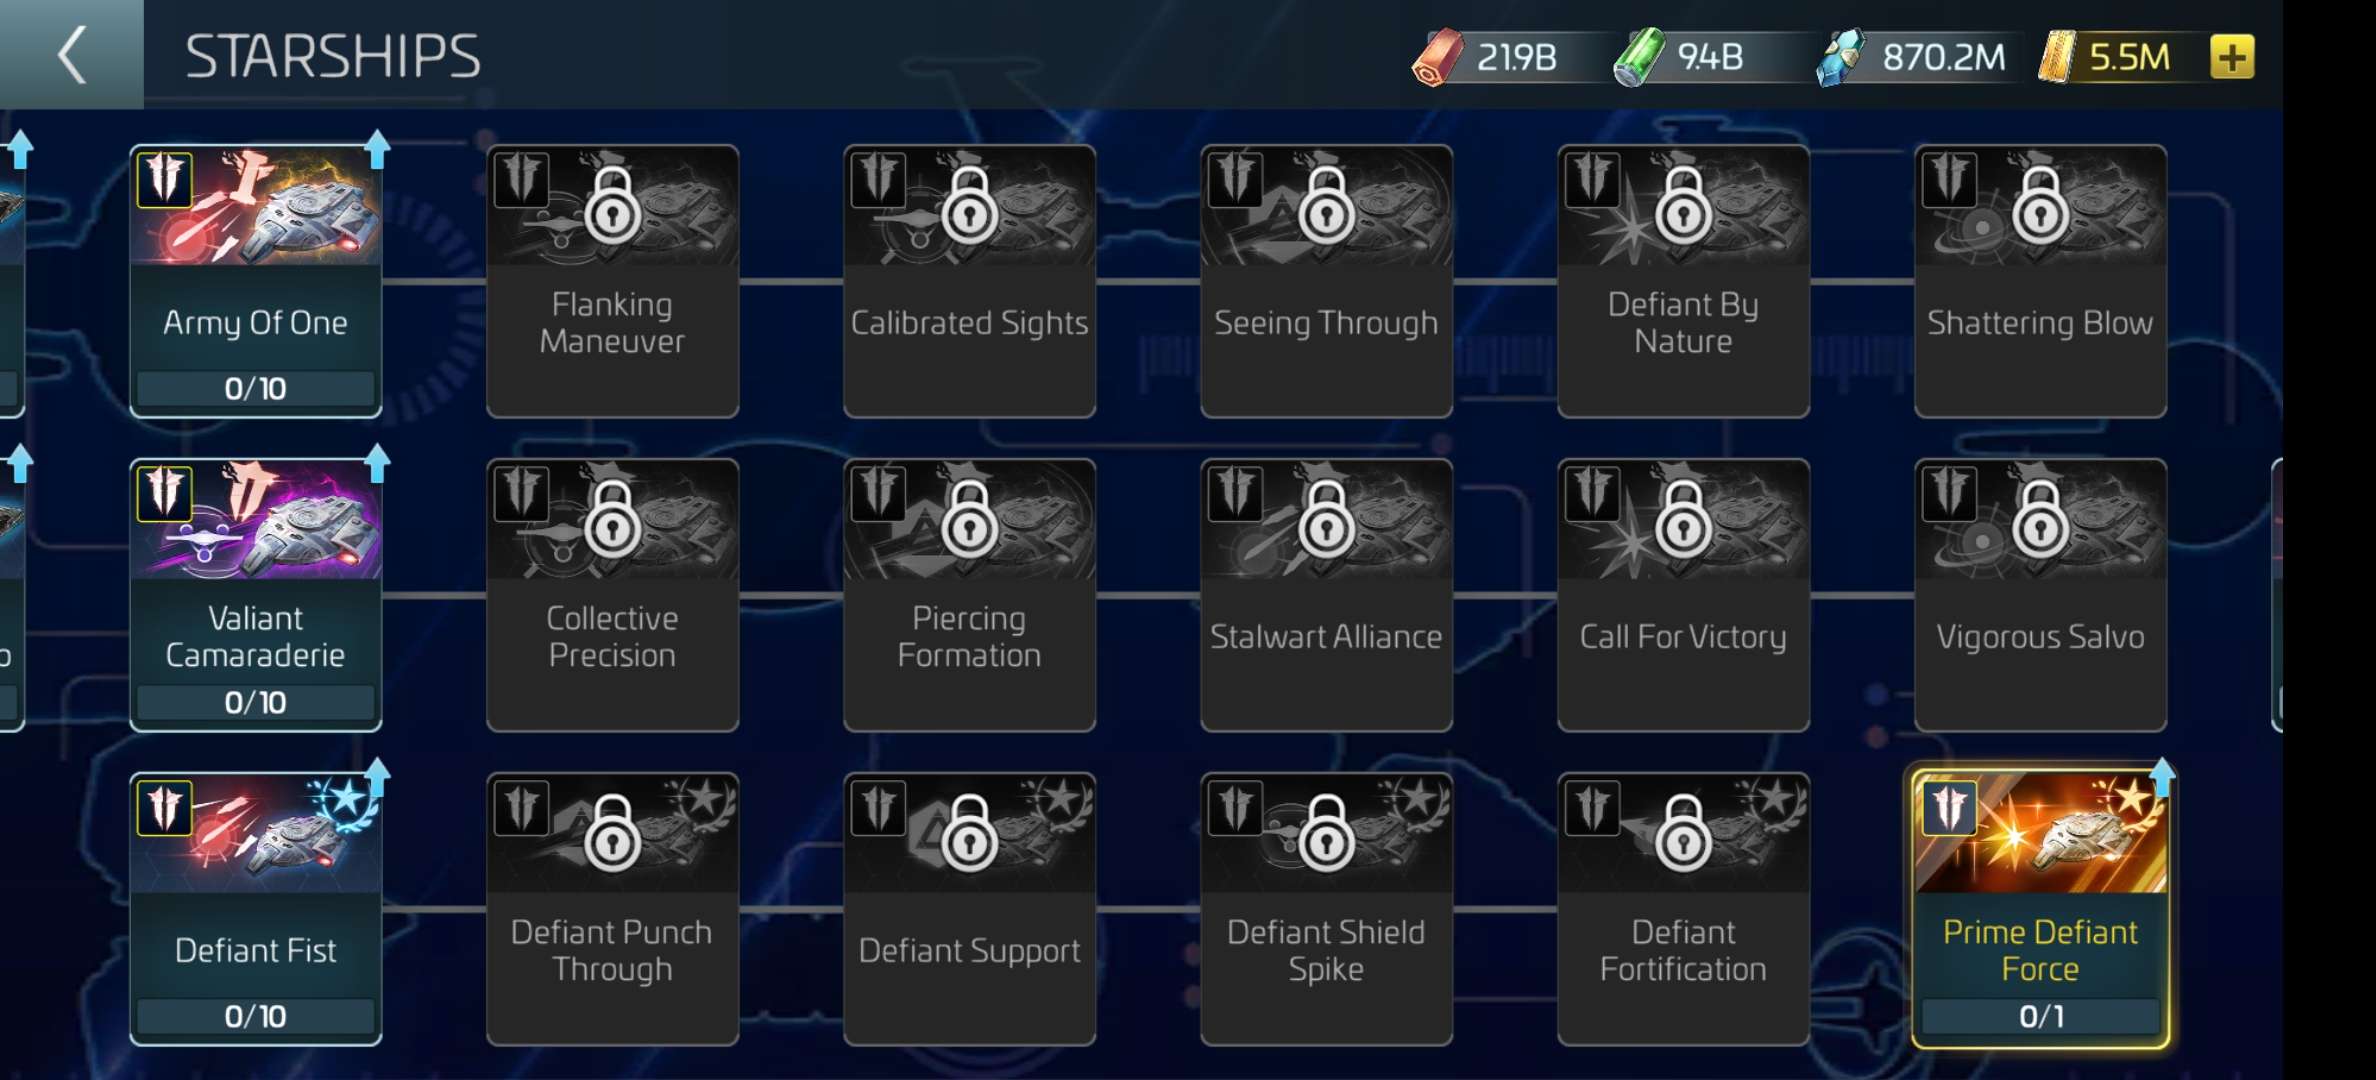 STARSHIPS
21.9B
9.4B
870.2M
5.5M
Army Of One
0/10
Flanking
Maneuver
Calibrated Sights
Seeing Through
Defiant By
Nature
Shattering Blow
Valiant
Camaraderie
0/10
Collective
Precision
Piercing
Formation
Stalwart Alliance
Call For Victory
Vigorous Salvo
Defiant Fist
0/10
Defiant Punch
Through
Defiant Support
Defiant Shield
Spike
Defiant
Fortification
Prime Defiant
Force
0/1